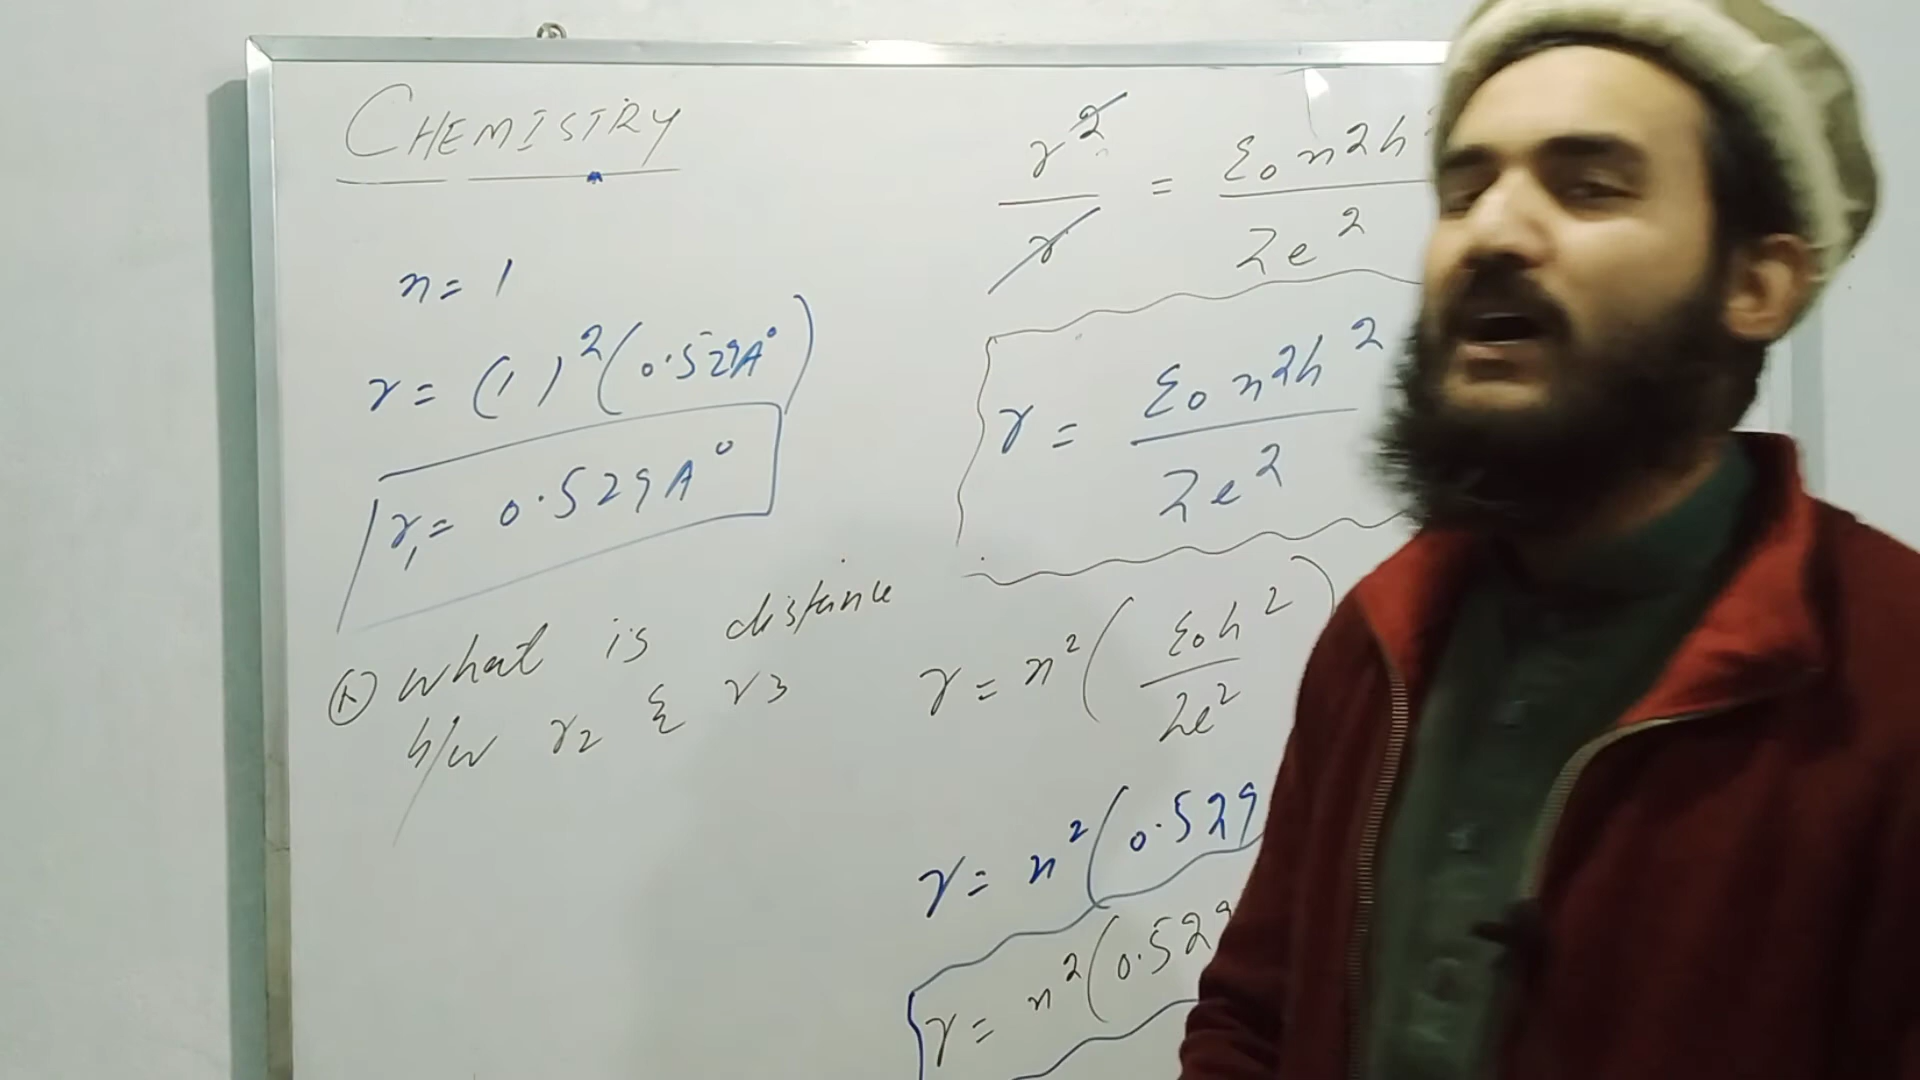 CHEMISTRY
n = 1
r = (1)²(0.529A°)
r₁ = 0.529A°
What is distance
b/w r₂ & r₃
r²/r = ε₀n²h²/Ze²
r = ε₀n²h²/Ze²
r = n²(ε₀h²/Ze²)
r = n²(0.529
r = n²(0.529